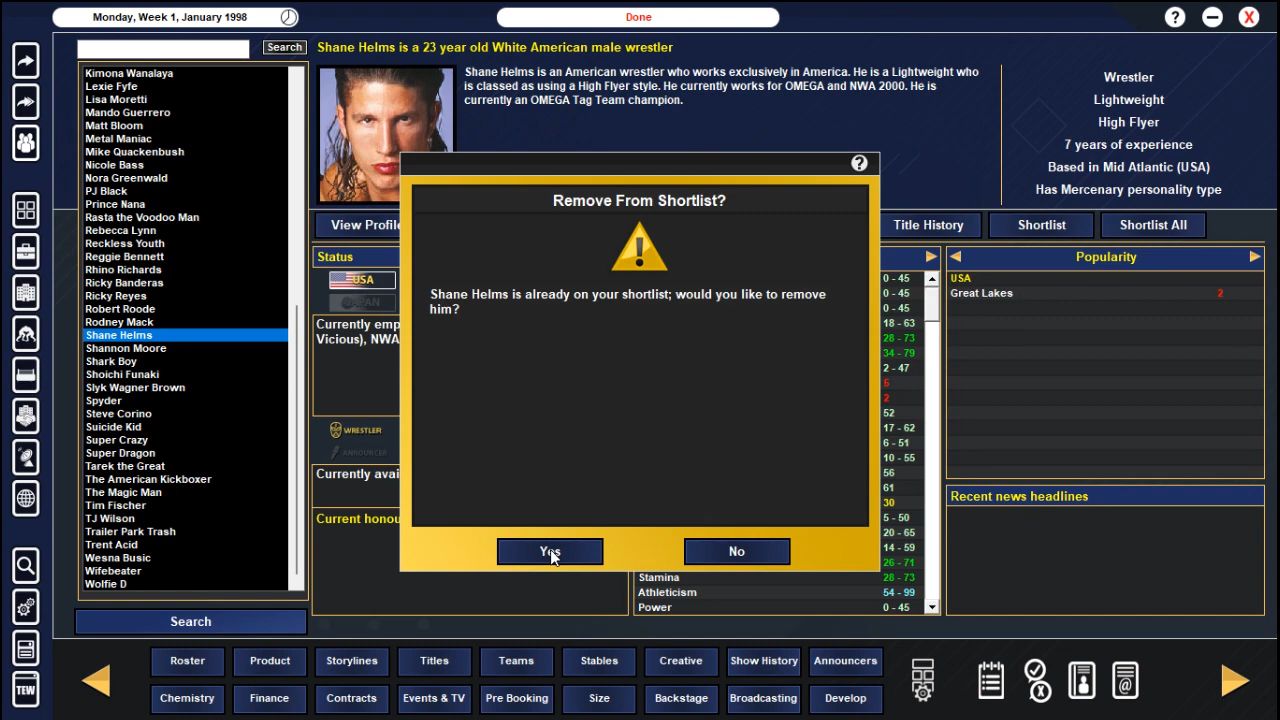 Monday, Week 1, January 1998
Done
?
X
Search
Shane Helms is a 23 year old White American male wrestler
Kimona Wanalaya
Lexie Fyfe
Lisa Moretti
Mando Guerrero
Matt Bloom
Metal Maniac
Mike Quackenbush
Nicole Bass
Nora Greenwald
PJ Black
Prince Nana
Rasta the Voodoo Man
Rebecca Lynn
Reckless Youth
Reggie Bennett
Rhino Richards
Ricky Banderas
Ricky Reyes
Robert Roode
Rodney Mack
Shane Helms
Shannon Moore
Shark Boy
Shoichi Funaki
Slyk Wagner Brown
Spyder
Steve Corino
Suicide Kid
Super Crazy
Super Dragon
Tarek the Great
The American Kickboxer
The Magic Man
Tim Fischer
TJ Wilson
Trailer Park Trash
Trent Acid
Wesna Busic
Wifebeater
Wolfie D
Search
Shane Helms is an American wrestler who works exclusively in America. He is a Lightweight who
is classed as using a High Flyer style. He currently works for OMEGA and NWA 2000. He is
currently an OMEGA Tag Team champion.
Wrestler
Lightweight
High Flyer
7 years of experience
Based in Mid Atlantic (USA)
Has Mercenary personality type
View Profile
Title History
Shortlist
Shortlist All
Status
USA
JAPAN
Currently emp
Vicious), NWA
WRESTLER
ANNOUNCER
Currently avai
Current honou
?
Remove From Shortlist?
Shane Helms is already on your shortlist; would you like to remove
him?
Yes
No
0 - 45
0 - 45
0 - 45
18 - 63
28 - 73
34 - 79
2 - 47
52
17 - 62
6 - 51
10 - 55
56
61
30
5 - 50
20 - 65
14 - 59
26 - 71
Stamina 28 - 73
Athleticism 54 - 99
Power 0 - 45
Popularity
USA
Great Lakes 2
Recent news headlines
Roster
Product
Storylines
Titles
Teams
Stables
Creative
Show History
Announcers
Chemistry
Finance
Contracts
Events & TV
Pre Booking
Size
Backstage
Broadcasting
Develop
TEW